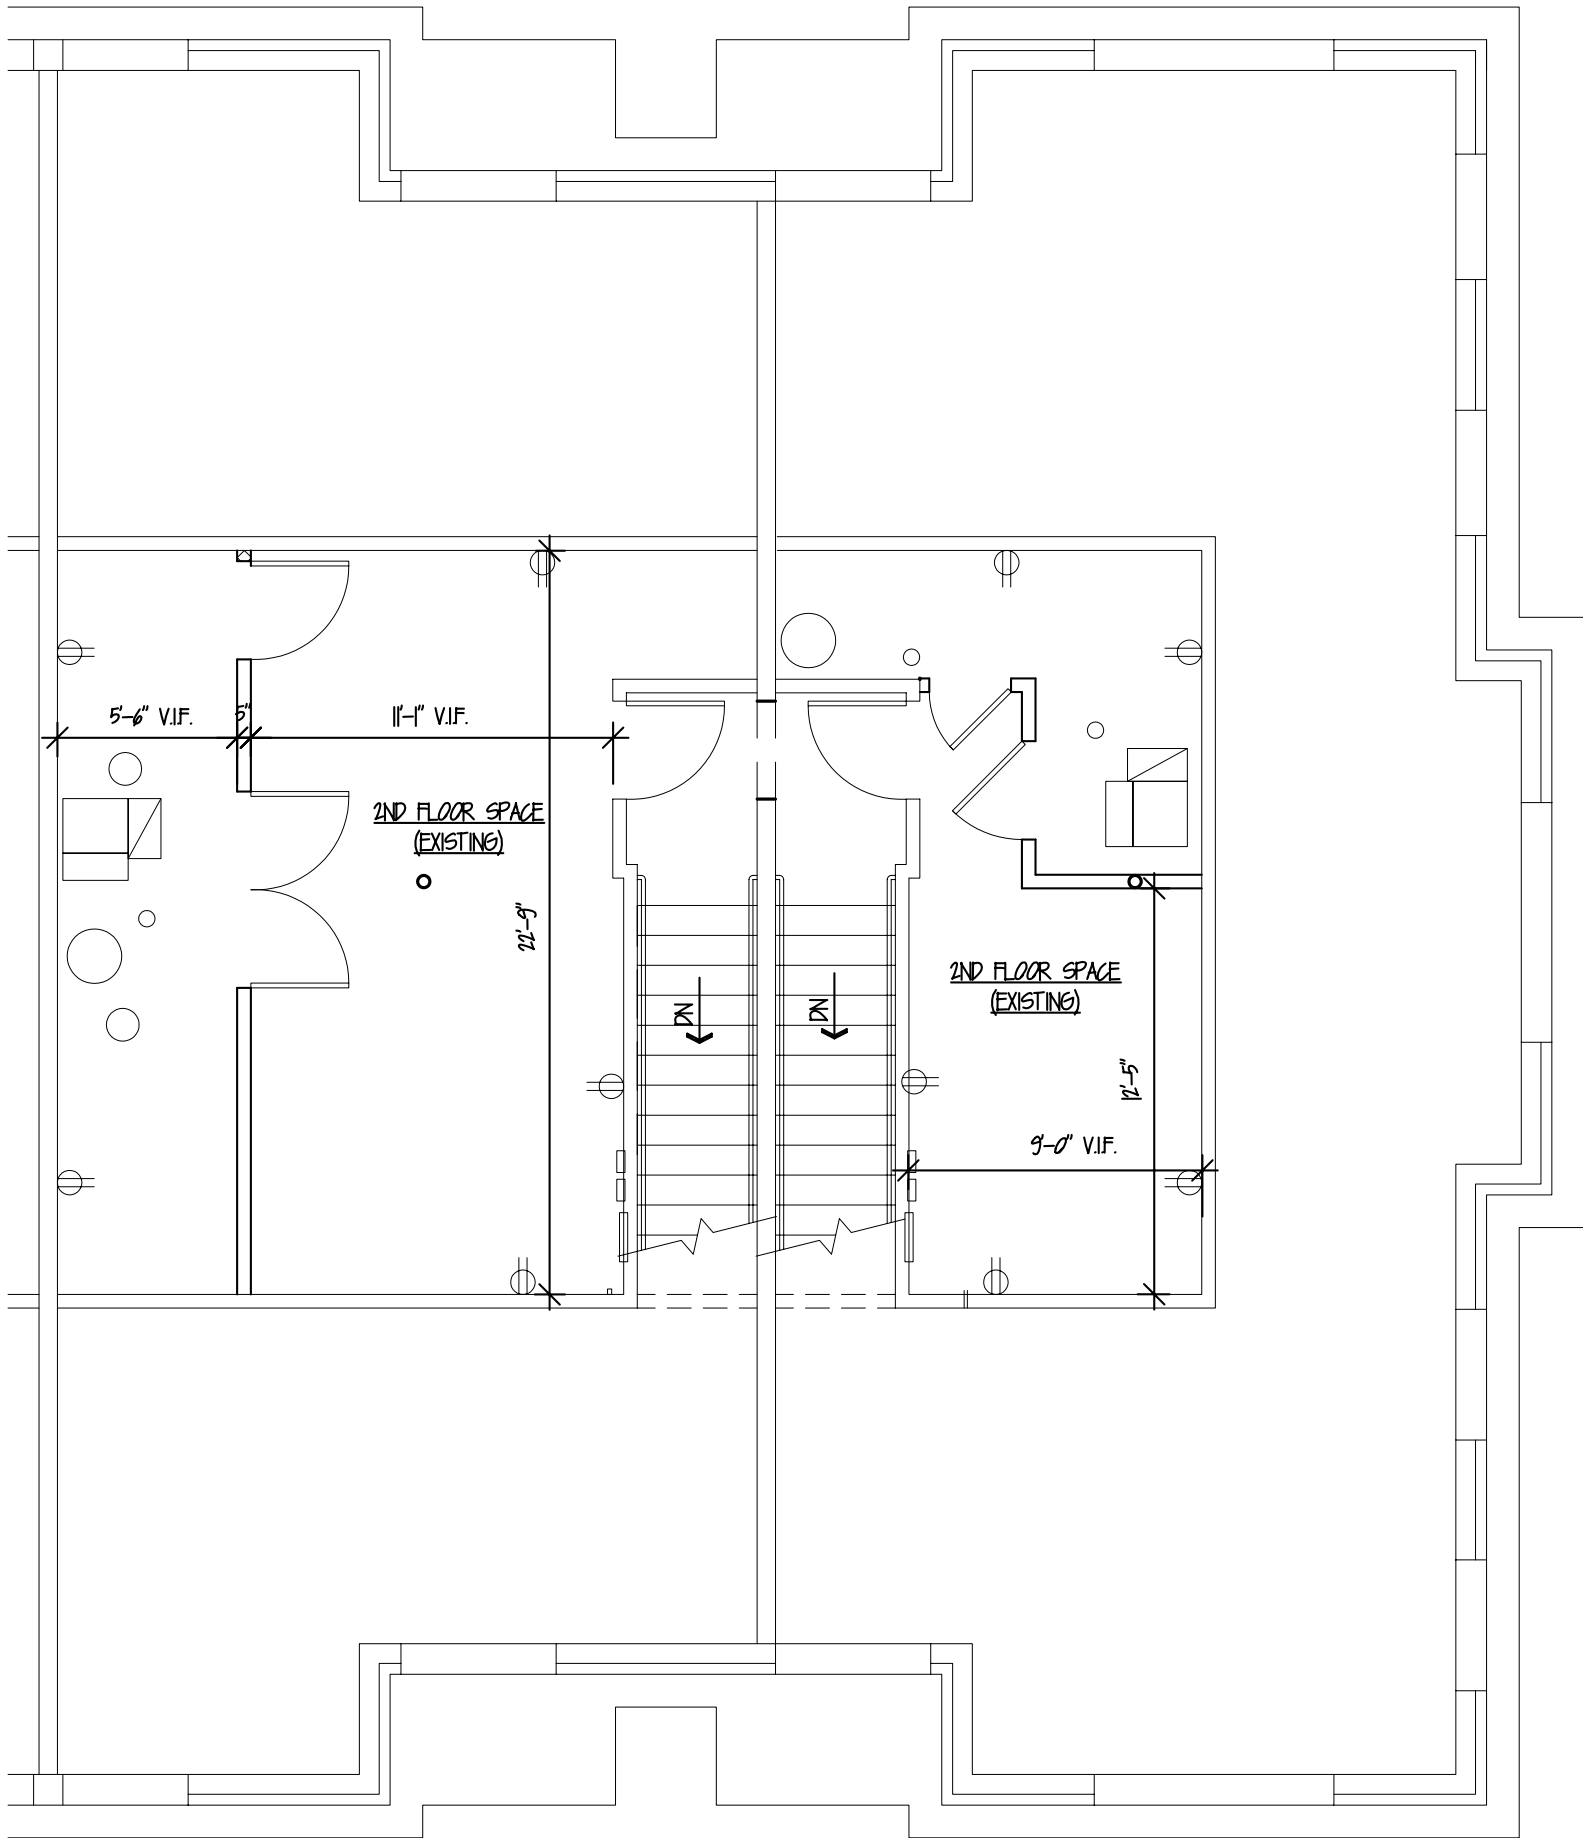 5'-6" V.I.F.
5"
11'-1" V.I.F.
2ND FLOOR SPACE
(EXISTING)
22'-9"
DN
DN
2ND FLOOR SPACE
(EXISTING)
12'-5"
9'-0" V.I.F.